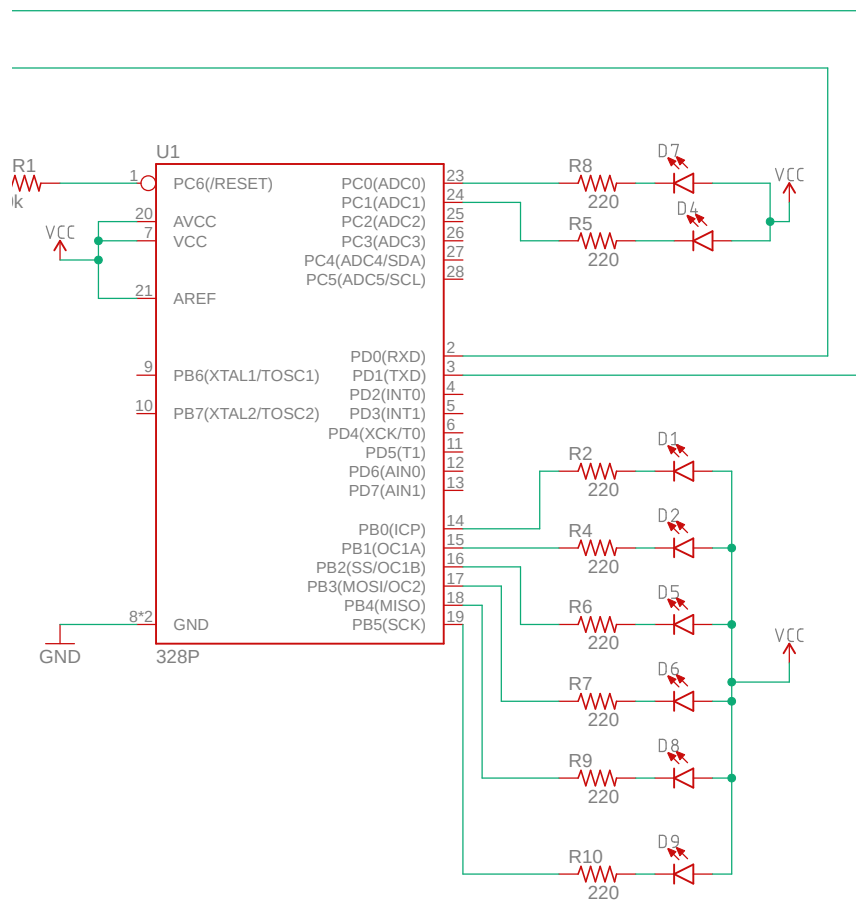 U1
R1
k
1
PC6(/RESET)
20
AVCC
7
VCC
VCC
21
AREF
9
PB6(XTAL1/TOSC1)
10
PB7(XTAL2/TOSC2)
8*2
GND
GND
328P
PC0(ADC0)
23
PC1(ADC1)
24
PC2(ADC2)
25
PC3(ADC3)
26
PC4(ADC4/SDA)
27
PC5(ADC5/SCL)
28
PD0(RXD)
2
PD1(TXD)
3
PD2(INT0)
4
PD3(INT1)
5
PD4(XCK/T0)
6
PD5(T1)
11
PD6(AIN0)
12
PD7(AIN1)
13
PB0(ICP)
14
PB1(OC1A)
15
PB2(SS/OC1B)
16
PB3(MOSI/OC2)
17
PB4(MISO)
18
PB5(SCK)
19
R8
220
D7
VCC
R5
220
D4
R2
220
D1
R4
220
D2
R6
220
D5
VCC
R7
220
D6
R9
220
D8
R10
220
D9